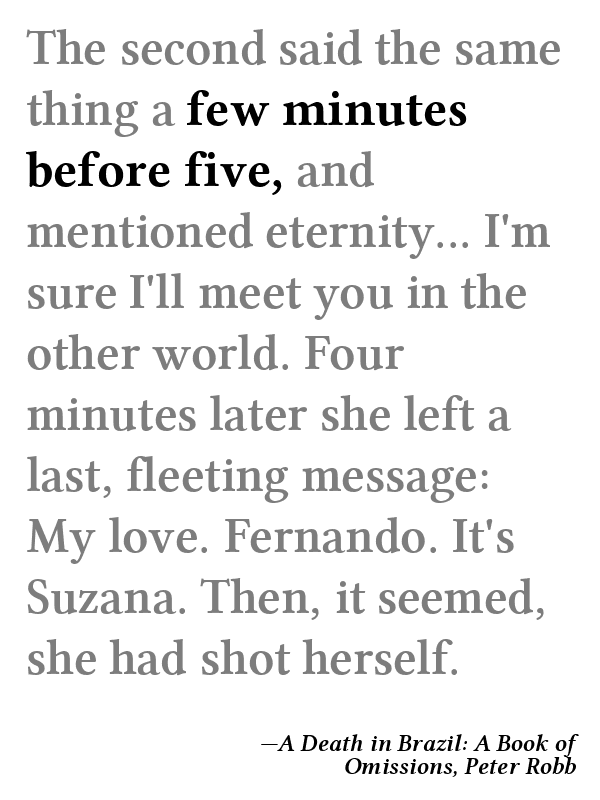 The second said the same
thing a few minutes
before five, and
mentioned eternity... I'm
sure I'll meet you in the
other world. Four
minutes later she left a
last, fleeting message:
My love. Fernando. It's
Suzana. Then, it seemed,
she had shot herself.
—A Death in Brazil: A Book of
Omissions, Peter Robb